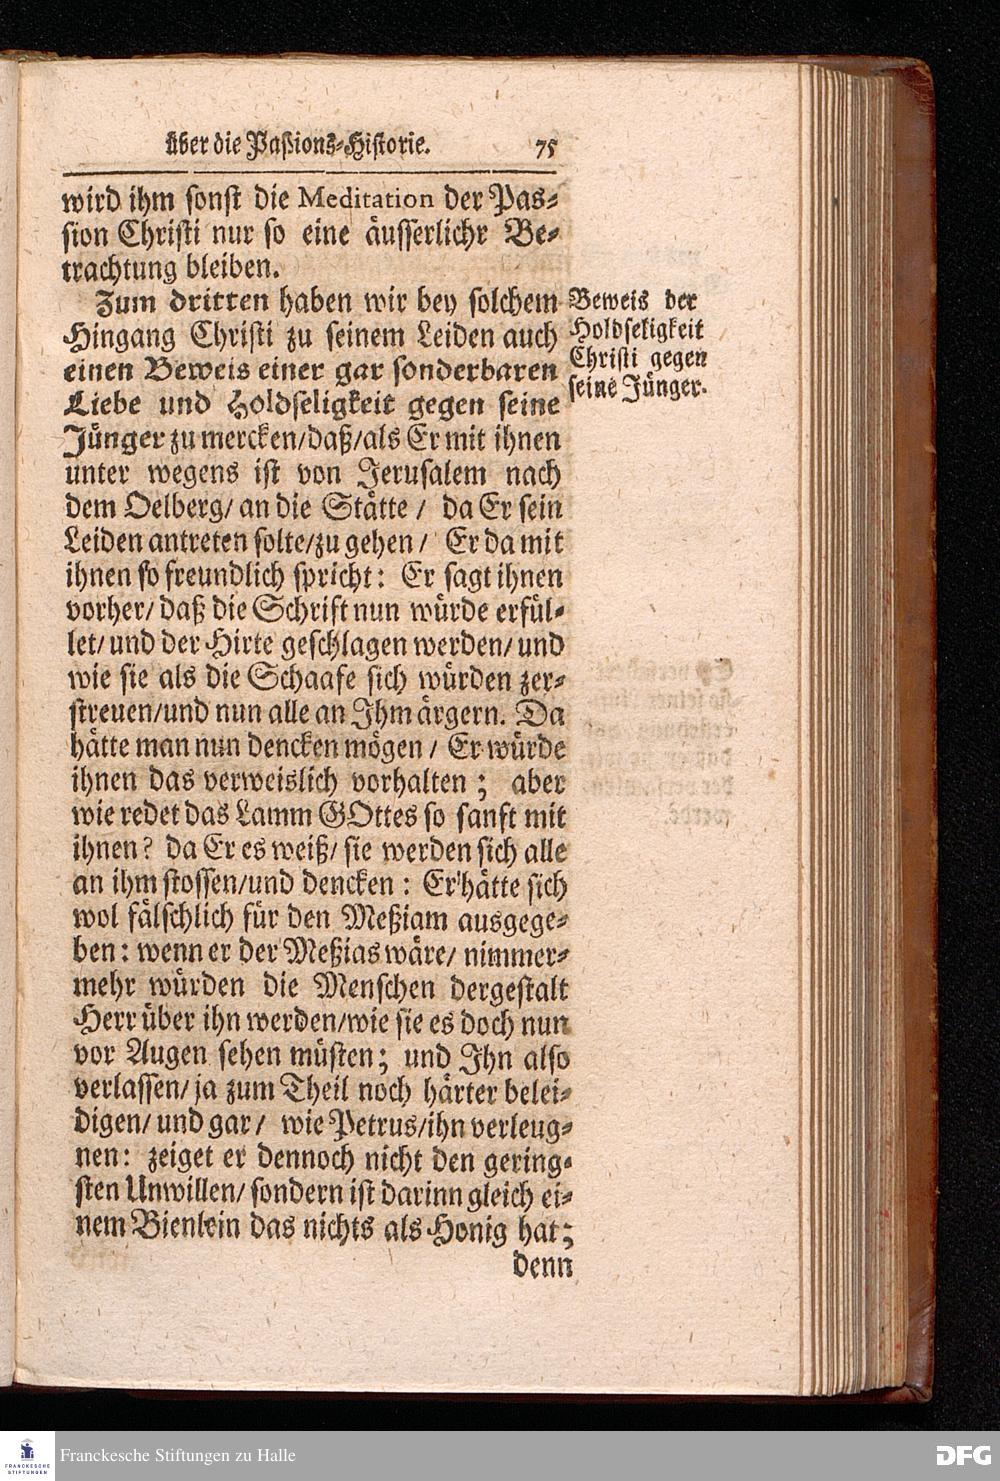 über die Paßions-Historie. 75
wird ihm sonst die Meditation der Pas-
sion Christi nur so eine äusserlichr Be-
trachtung bleiben.
Zum dritten haben wir bey solchem
Hingang Christi zu seinem Leiden auch
einen Beweis einer gar sonderbaren
Liebe und Holdseligkeit gegen seine
Jünger zu mercken/daß/als Er mit ihnen
unter wegens ist von Jerusalem nach
dem Oelberg/ an die Stätte / da Er sein
Leiden antreten solte/zu gehen / Er da mit
ihnen so freundlich spricht: Er sagt ihnen
vorher/ daß die Schrift nun würde erfül-
let/ und der Hirte geschlagen werden/ und
wie sie als die Schaafe sich würden zer-
streuen/und nun alle an Ihm ärgern. Da
hätte man nun dencken mögen / Er würde
ihnen das verweislich vorhalten ; aber
wie redet das Lamm GOttes so sanft mit
ihnen? da Er es weiß/ sie werden sich alle
an ihm stossen/und dencken : Er hätte sich
wol fälschlich für den Meßiam ausgege-
ben: wenn er der Meßias wäre/ nimmer-
mehr würden die Menschen dergestalt
Herr über ihn werden/wie sie es doch nun
vor Augen sehen müsten; und Ihn also
verlassen/ ja zum Theil noch härter belei-
digen/ und gar / wie Petrus/ihn verleug-
nen: zeiget er dennoch nicht den gering-
sten Unwillen/ sondern ist darinn gleich ei-
nem Bienlein das nichts als Honig hat;
denn
Beweis der
Holdseligkeit
Christi gegen
seine Jünger.
FRANCKESCHE
STIFTUNGEN
Franckesche Stiftungen zu Halle
DFG